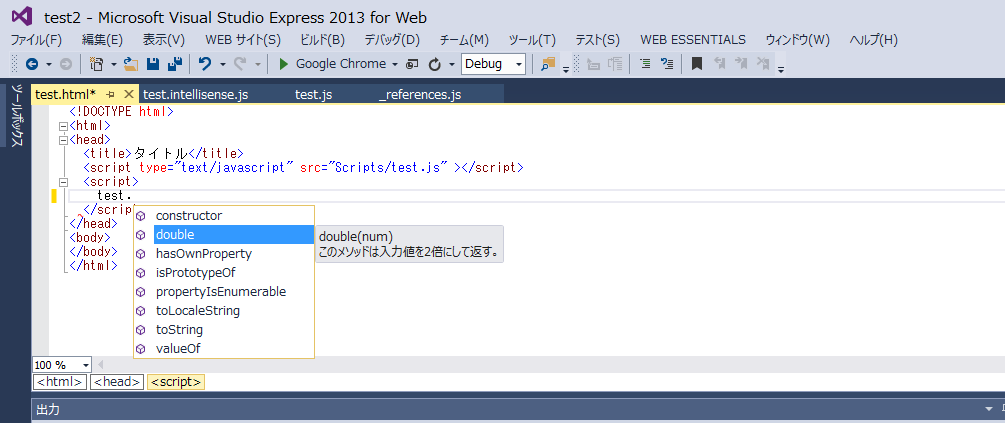 test2 - Microsoft Visual Studio Express 2013 for Web
ファイル(F) 編集(E) 表示(V) WEB サイト(S) ビルド(B) デバッグ(D) チーム(M) ツール(T) テスト(S) WEB ESSENTIALS ウィンドウ(W) ヘルプ(H)
Google Chrome Debug
ツールボックス
test.html* test.intellisense.js test.js _references.js
<!DOCTYPE html>
<html>
<head>
<title>タイトル</title>
<script type="text/javascript" src="Scripts/test.js" ></script>
<script>
test.
</script
</head>
<body>
</body>
</html>
constructor
double
hasOwnProperty
isPrototypeOf
propertyIsEnumerable
toLocaleString
toString
valueOf
double(num)
このメソッドは入力値を2倍にして返す。
100 %
<html> <head> <script>
出力